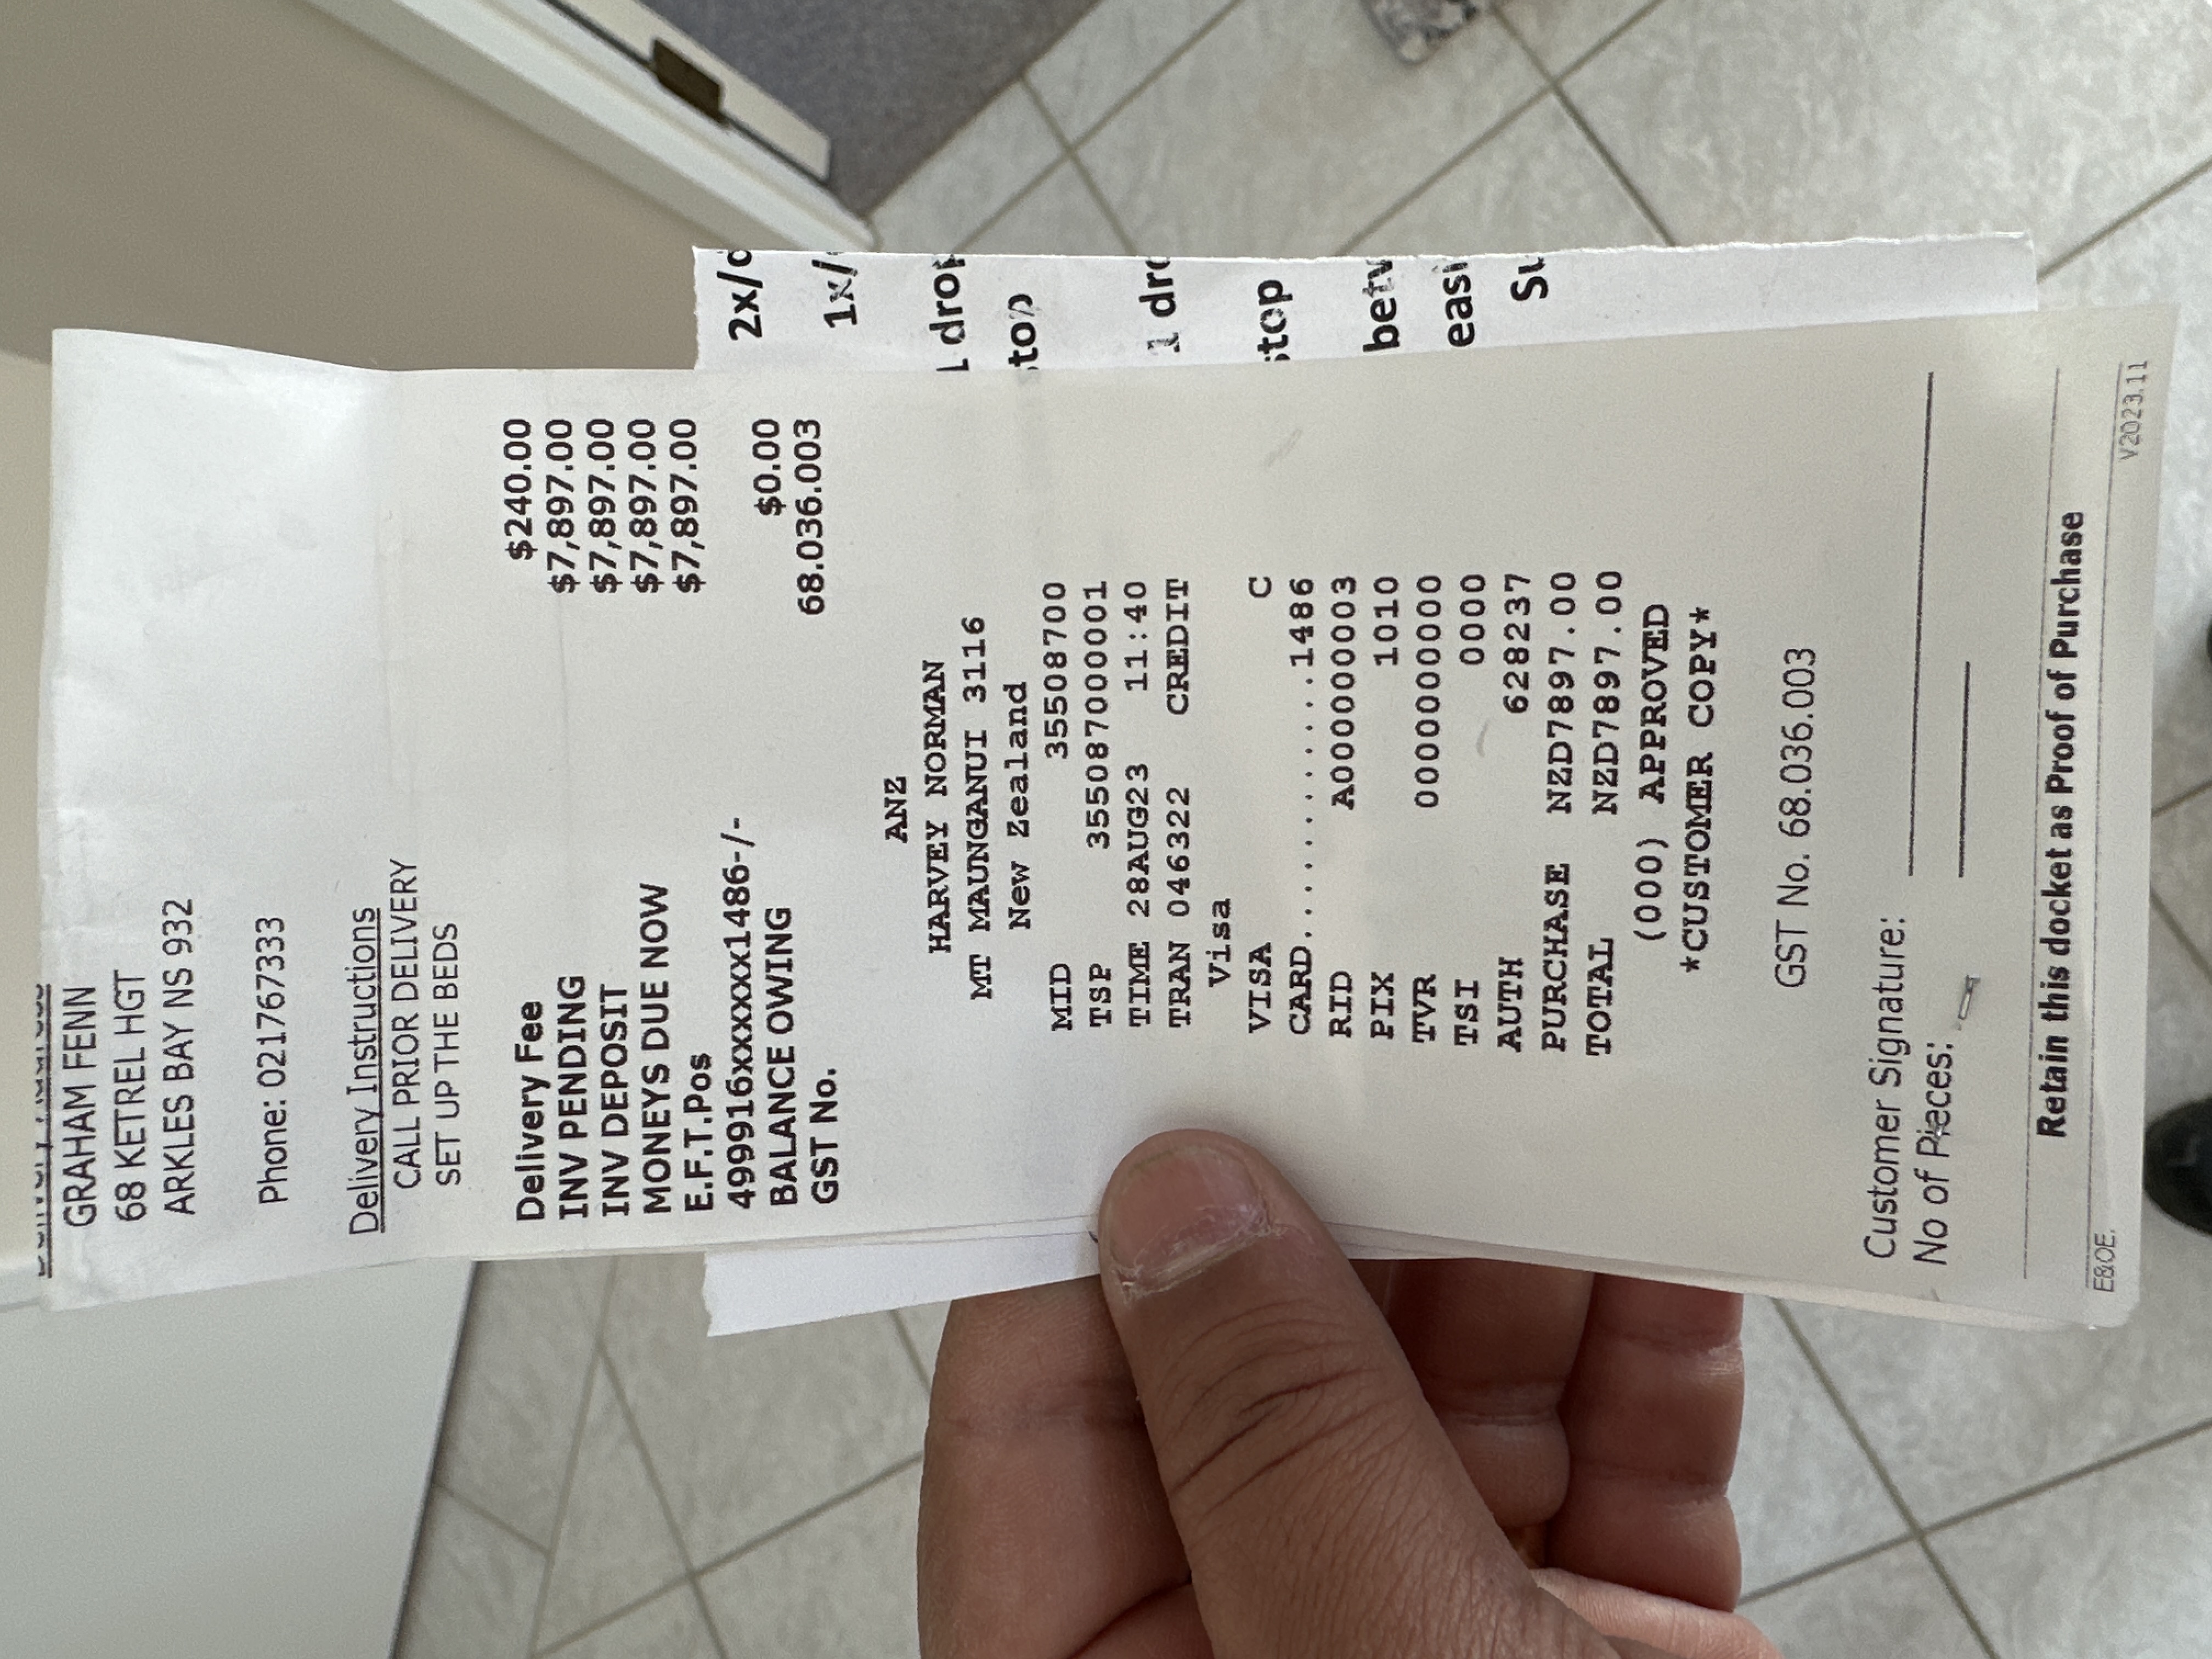 GRAHAM FENN
68 KETREL HGT
ARKLES BAY NS 932
Phone: 021767333
Delivery Instructions
CALL PRIOR DELIVERY
SET UP THE BEDS
Delivery Fee $240.00
INV PENDING $7,897.00
INV DEPOSIT $7,897.00
MONEYS DUE NOW $7,897.00
E.F.T.Pos $7,897.00
499916xxxxxx1486-/-
BALANCE OWING $0.00
GST No. 68.036.003
ANZ
HARVEY NORMAN
MT MAUNGANUI 3116
New Zealand
MID 35508700
TSP 355087000001
TIME 28AUG23 11:40
TRAN 046322 CREDIT
Visa
VISA C
CARD...............1486
RID A000000003
PIX 1010
TVR 0000000000
TSI 0000
AUTH 628237
PURCHASE NZD7897.00
TOTAL NZD7897.00
(000) APPROVED
*CUSTOMER COPY*
GST No. 68.036.003
Customer Signature:
No of Pieces:
Retain this docket as Proof of Purchase
E&OE. V2023.11
2x/
1x/
drop
stop
1 dro
stop
betw
easi
Su